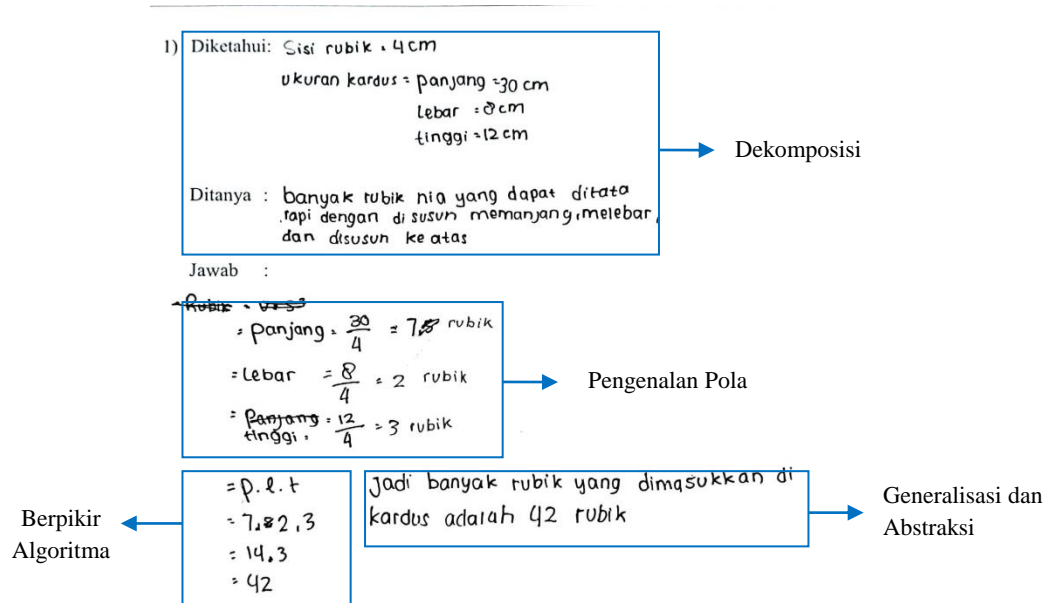 1) Diketahui: Sisi rubik = 4 cm
ukuran kardus = panjang = 30 cm
Lebar = 8 cm
tinggi = 12 cm
Dekomposisi
Ditanya : banyak rubik nia yang dapat ditata
rapi dengan di susun memanjang, melebar,
dan disusun ke atas
Jawab :
= Panjang = 30/4 = 7 rubik
= Lebar = 8/4 = 2 rubik
= Panjang
tinggi = 12/4 = 3 rubik
Pengenalan Pola
= p. l. t
= 7. 2 . 3
= 14 . 3
= 42
Berpikir
Algoritma
Jadi banyak rubik yang dimasukkan di
kardus adalah 42 rubik
Generalisasi dan
Abstraksi